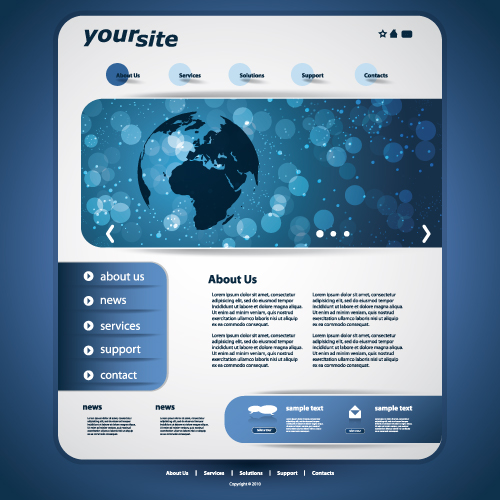 yoursite
About Us Services Solutions Support Contacts
about us
news
services
support
contact
About Us
Lorem ipsum dolor sit amet, consectetur
adipisicing elit, sed do eiusmod tempor
incididunt ut labore et dolore magna aliqua.
Ut enim ad minim veniam, quis nostrud
exercitation ullamco laboris nisi ut aliquip
ex ea commodo consequat.
Lorem ipsum dolor sit amet, consectetur
adipisicing elit, sed do eiusmod tempor
incididunt ut labore et dolore magna aliqua.
Ut enim ad minim veniam, quis nostrud
exercitation ullamco laboris nisi ut aliquip
ex ea commodo consequat.
Lorem ipsum dolor sit amet, consectetur
adipisicing elit, sed do eiusmod tempor
incididunt ut labore et dolore magna aliqua.
Ut enim ad minim veniam, quis nostrud
exercitation ullamco laboris nisi ut aliquip
ex ea commodo consequat.
Lorem ipsum dolor sit amet, consectetur
adipisicing elit, sed do eiusmod tempor
incididunt ut labore et dolore magna aliqua.
Ut enim ad minim veniam, quis nostrud
exercitation ullamco laboris nisi ut aliquip
ex ea commodo consequat.
news
news
sample text
sample text
About Us | Services | Solutions | Support | Contacts
Copyright © 2010